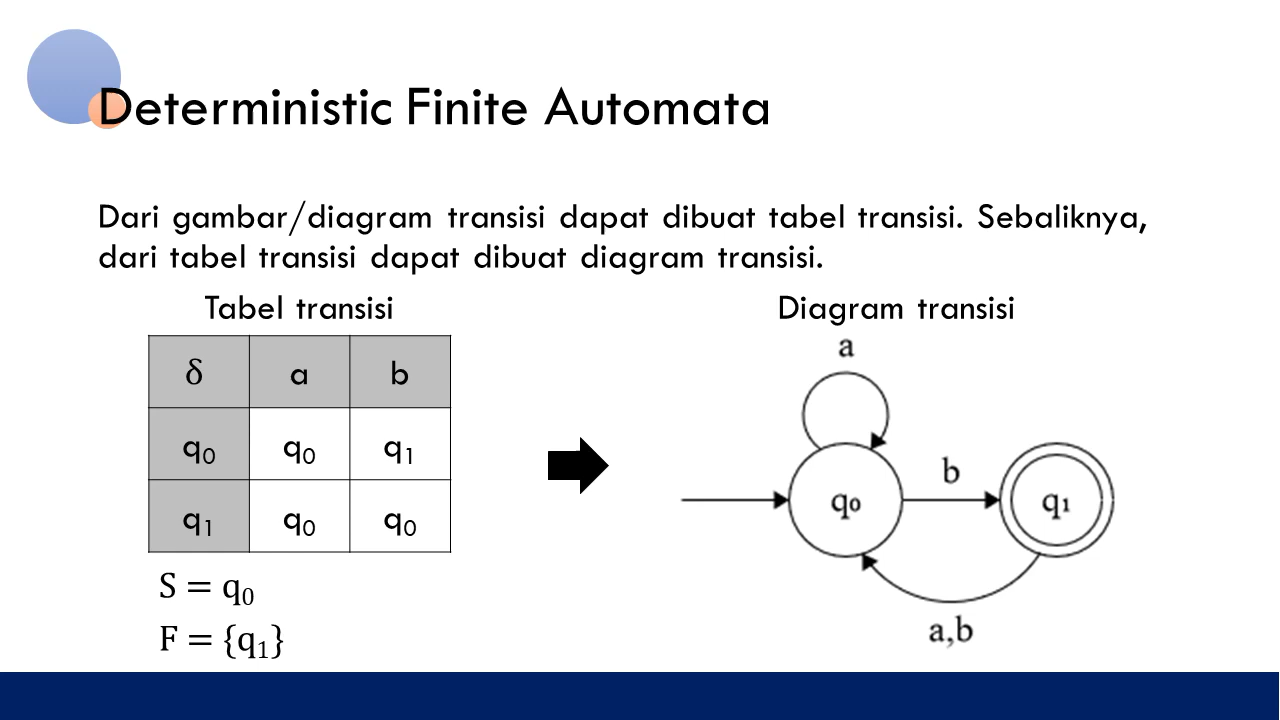 Deterministic Finite Automata
Dari gambar/diagram transisi dapat dibuat tabel transisi. Sebaliknya,
dari tabel transisi dapat dibuat diagram transisi.
Tabel transisi
δ a b
q₀ q₀ q₁
q₁ q₀ q₀
S = q₀
F = {q₁}
Diagram transisi
a
b
q₀ q₁
a,b